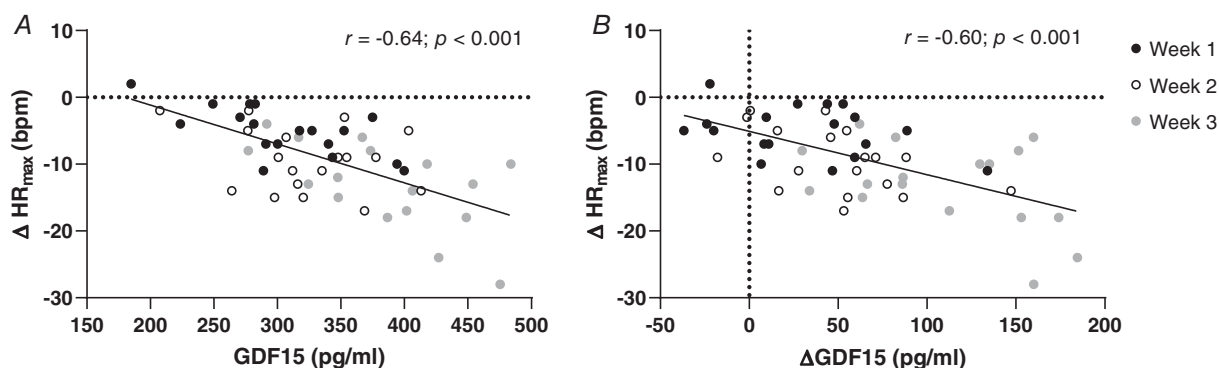 A
r = -0.64; p < 0.001
10
0
-10
-20
-30
Δ HRmax (bpm)
150 200 250 300 350 400 450 500
GDF15 (pg/ml)
B
r = -0.60; p < 0.001
10
0
-10
-20
-30
Δ HRmax (bpm)
-50 0 50 100 150 200
ΔGDF15 (pg/ml)
Week 1
Week 2
Week 3